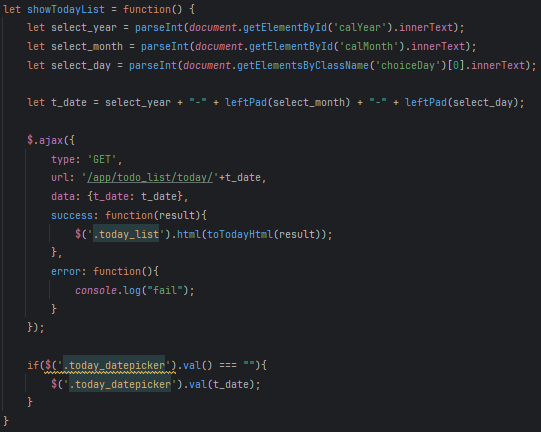 let showTodayList = function() {
    let select_year = parseInt(document.getElementById('calYear').innerText);
    let select_month = parseInt(document.getElementById('calMonth').innerText);
    let select_day = parseInt(document.getElementsByClassName('choiceDay')[0].innerText);

    let t_date = select_year + "-" + leftPad(select_month) + "-" + leftPad(select_day);

    $.ajax({
        type: 'GET',
        url: '/app/todo_list/today/'+t_date,
        data: {t_date: t_date},
        success: function(result){
            $('.today_list').html(toTodayHtml(result));
        },
        error: function(){
            console.log("fail");
        }
    });

    if($('.today_datepicker').val() === ""){
        $('.today_datepicker').val(t_date);
    }
}